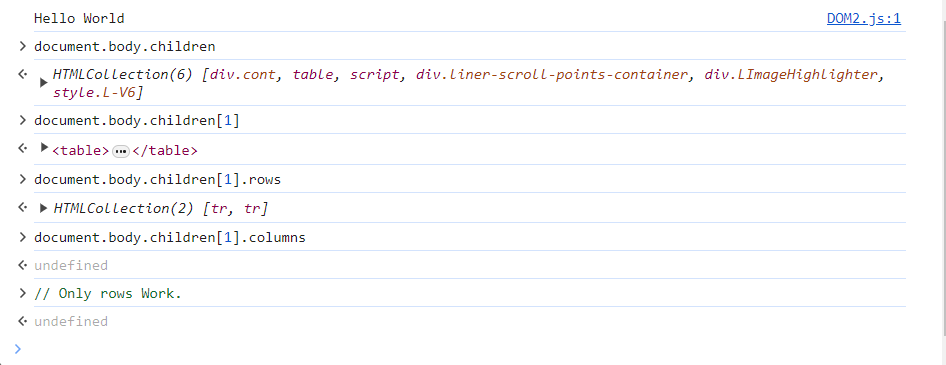 Hello World DOM2.js:1
document.body.children
HTMLCollection(6) [div.cont, table, script, div.liner-scroll-points-container, div.LImageHighlighter,
style.L-V6]
document.body.children[1]
<table>…</table>
document.body.children[1].rows
HTMLCollection(2) [tr, tr]
document.body.children[1].columns
undefined
// Only rows Work.
undefined